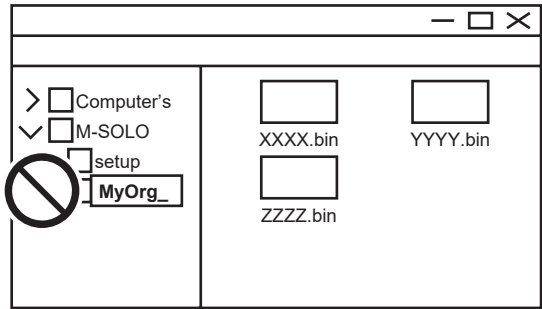 Computer's
M-SOLO
setup
MyOrg_
XXXX.bin YYYY.bin
ZZZZ.bin